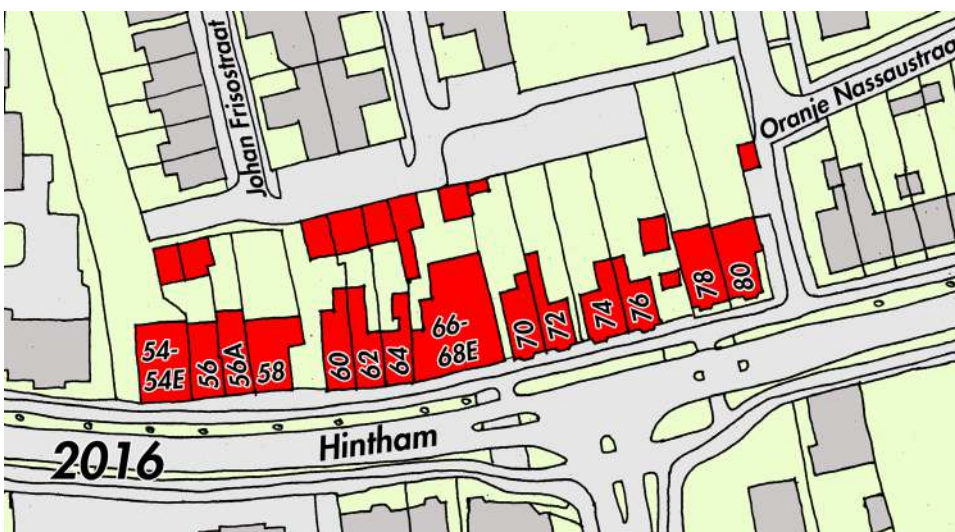 Johan Frisostraat
Oranje Nassaustraat
54-
54E
56
56A
58
60
62
64
66-
68E
70
72
74
76
78
80
Hintham
2016